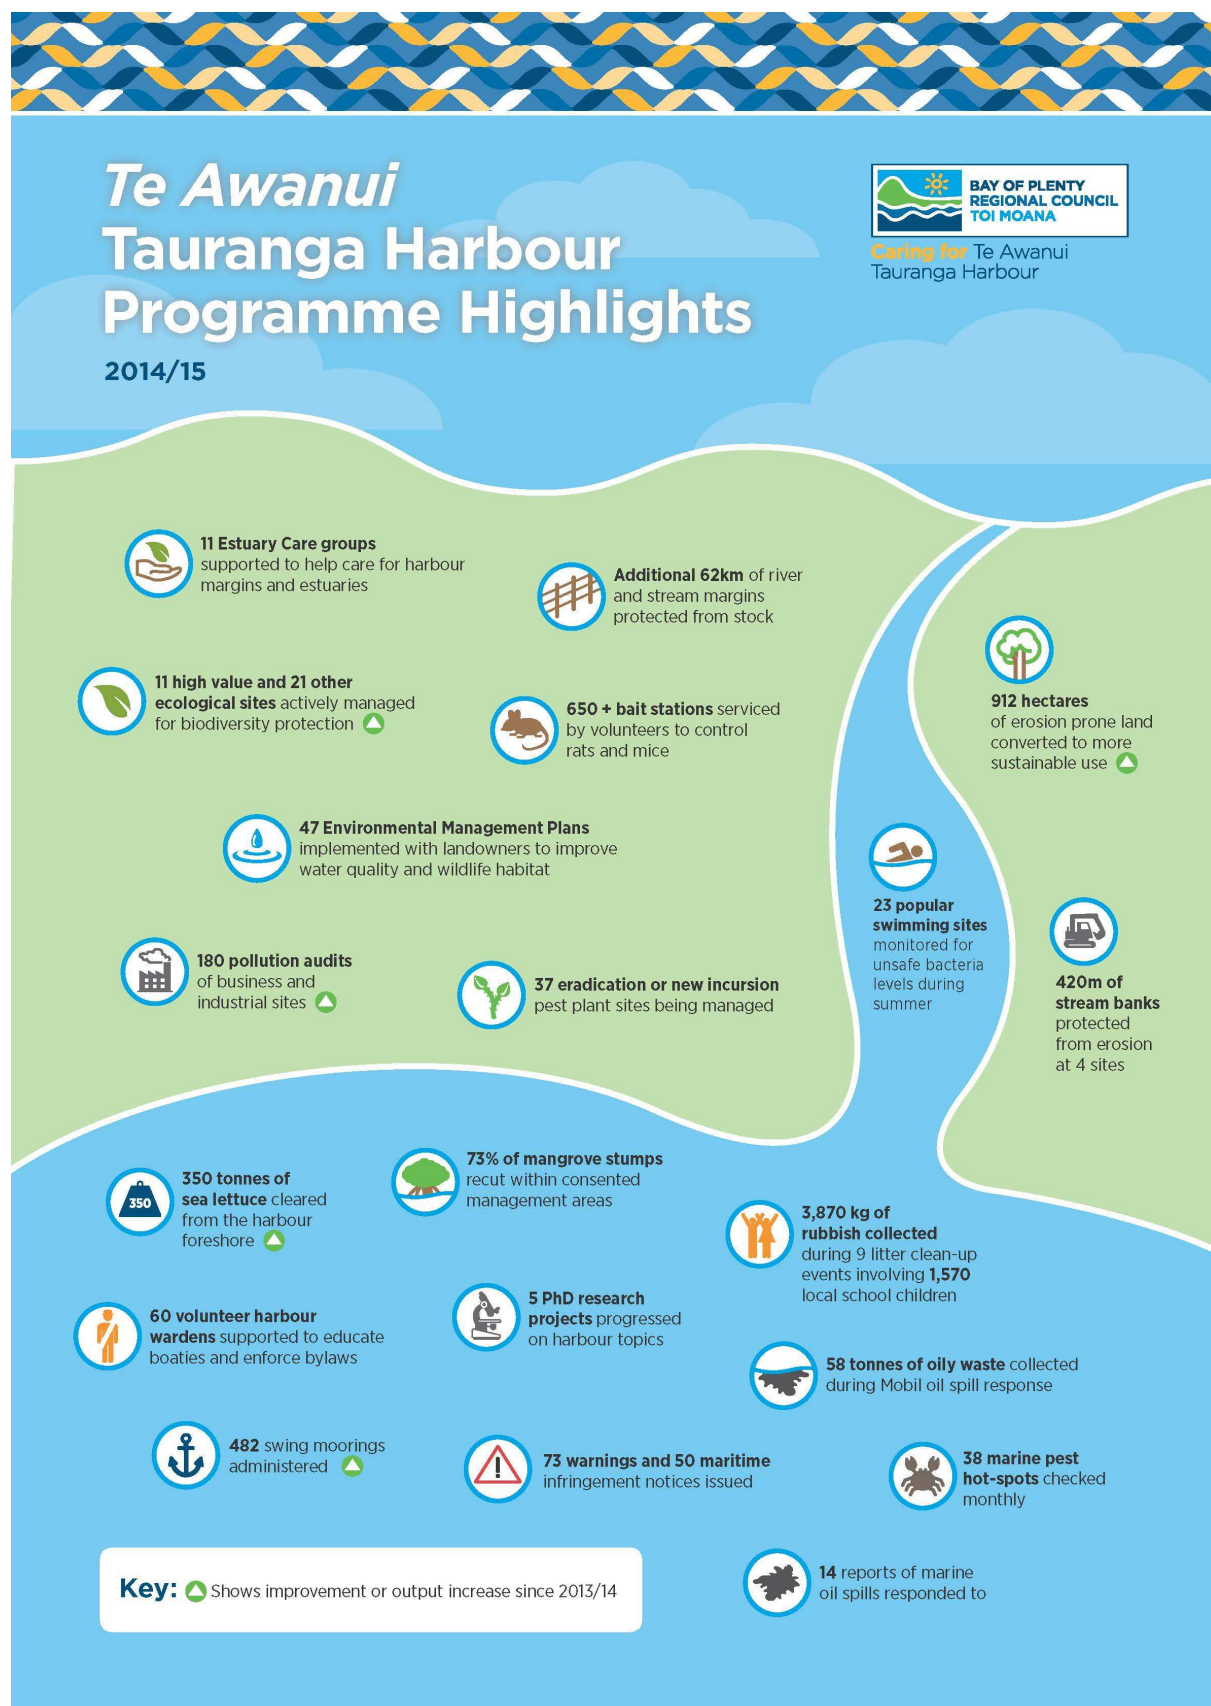 Te Awanui
Tauranga Harbour
Programme Highlights
2014/15
BAY OF PLENTY
REGIONAL COUNCIL
TOI MOANA
Caring for Te Awanui
Tauranga Harbour
11 Estuary Care groups
supported to help care for harbour
margins and estuaries
Additional 62km of river
and stream margins
protected from stock
11 high value and 21 other
ecological sites actively managed
for biodiversity protection
650 + bait stations serviced
by volunteers to control
rats and mice
912 hectares
of erosion prone land
converted to more
sustainable use
47 Environmental Management Plans
implemented with landowners to improve
water quality and wildlife habitat
23 popular
swimming sites
monitored for
unsafe bacteria
levels during
summer
180 pollution audits
of business and
industrial sites
37 eradication or new incursion
pest plant sites being managed
420m of
stream banks
protected
from erosion
at 4 sites
350
350 tonnes of
sea lettuce cleared
from the harbour
foreshore
73% of mangrove stumps
recut within consented
management areas
3,870 kg of
rubbish collected
during 9 litter clean-up
events involving 1,570
local school children
60 volunteer harbour
wardens supported to educate
boaties and enforce bylaws
5 PhD research
projects progressed
on harbour topics
58 tonnes of oily waste collected
during Mobil oil spill response
482 swing moorings
administered
73 warnings and 50 maritime
infringement notices issued
38 marine pest
hot-spots checked
monthly
14 reports of marine
oil spills responded to
Key: Shows improvement or output increase since 2013/14